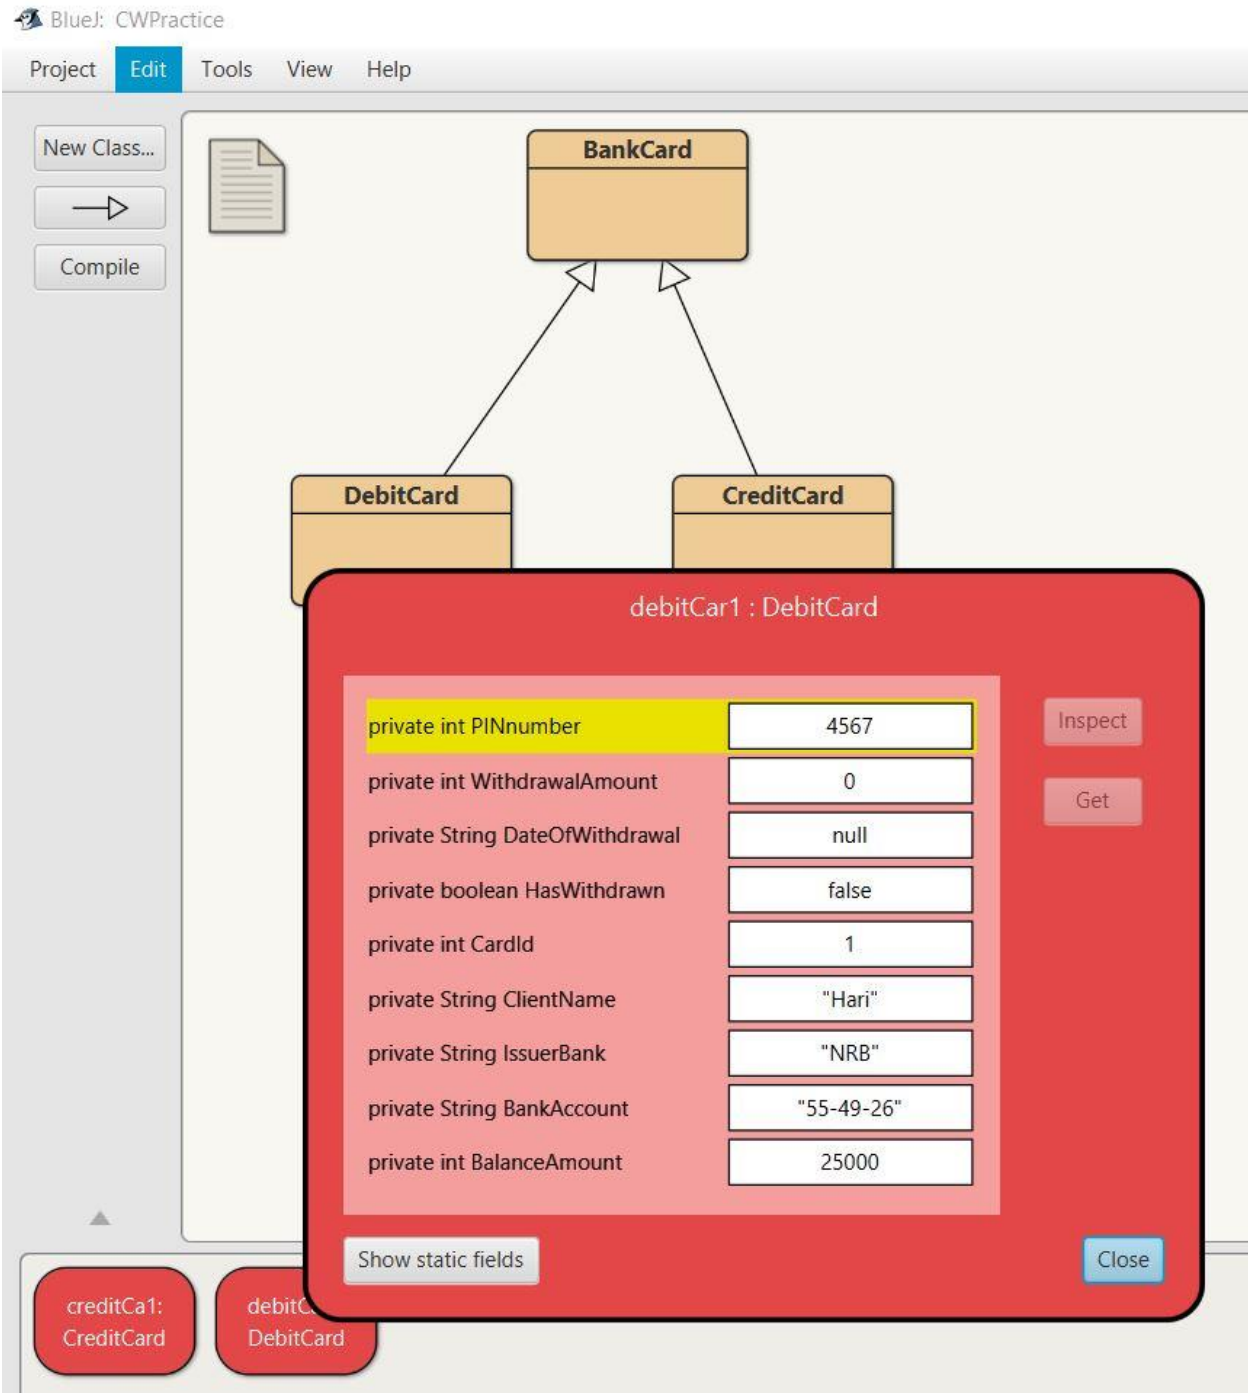 BlueJ: CWPractice
Project Edit Tools View Help
New Class...
Compile
BankCard
DebitCard
CreditCard
debitCar1 : DebitCard
private int PINnumber 4567
private int WithdrawalAmount 0
private String DateOfWithdrawal null
private boolean HasWithdrawn false
private int CardId 1
private String ClientName "Hari"
private String IssuerBank "NRB"
private String BankAccount "55-49-26"
private int BalanceAmount 25000
Inspect
Get
Show static fields
Close
creditCa1:
CreditCard
DebitCard